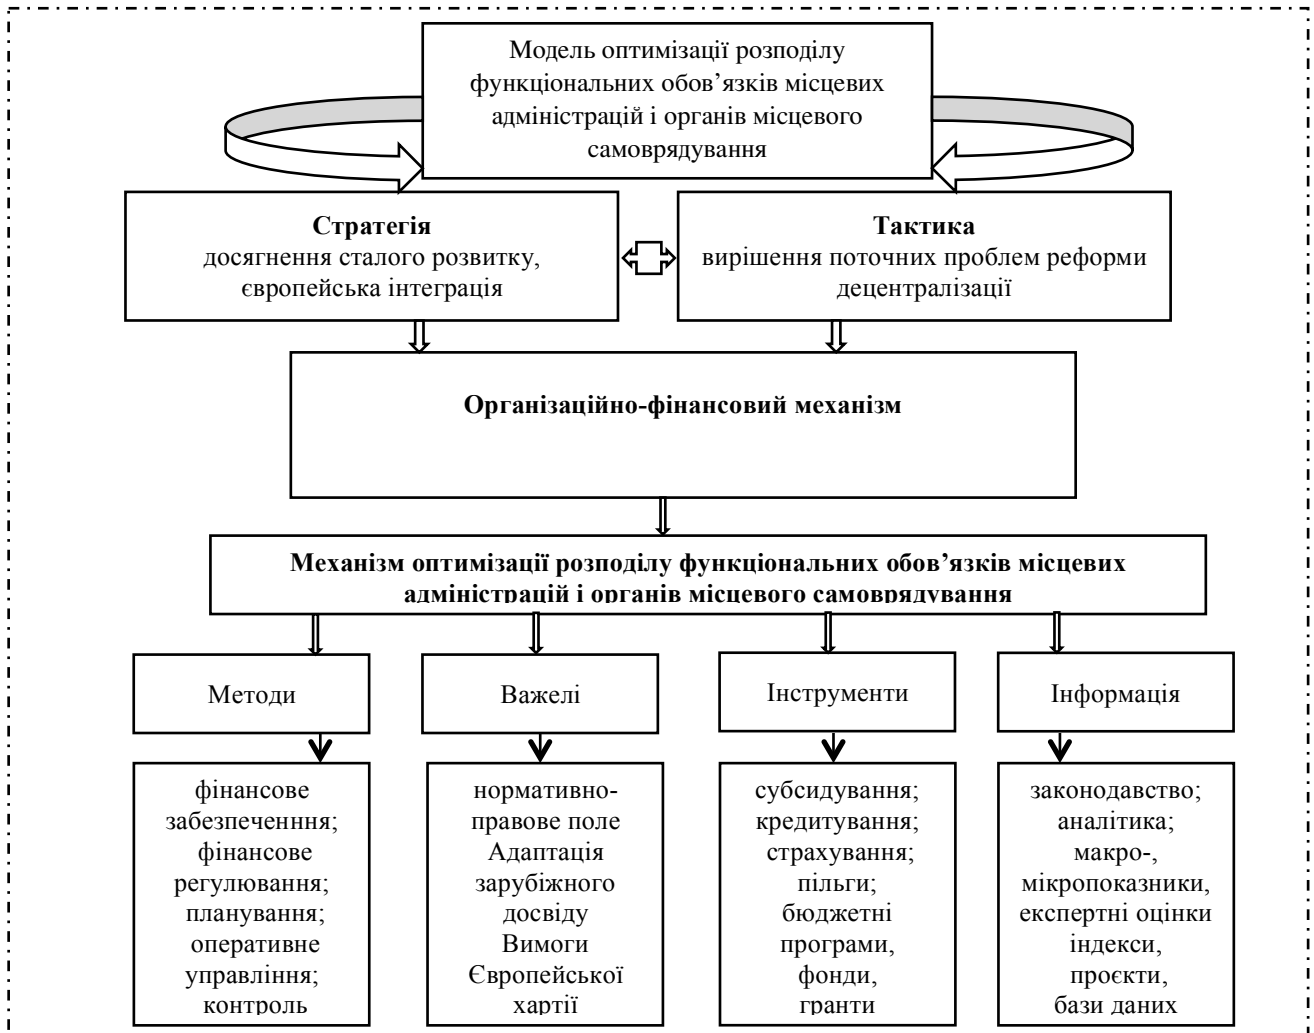 Модель оптимізації розподілу
функціональних обов’язків місцевих
адміністрацій і органів місцевого
самоврядування
Стратегія
досягнення сталого розвитку,
європейська інтеграція
Тактика
вирішення поточних проблем реформи
децентралізації
Організаційно-фінансовий механізм
Механізм оптимізації розподілу функціональних обов’язків місцевих
адміністрацій і органів місцевого самоврядування
Методи
Важелі
Інструменти
Інформація
фінансове
забезпеченння;
фінансове
регулювання;
планування;
оперативне
управління;
контроль
нормативно-
правове поле
Адаптація
зарубіжного
досвіду
Вимоги
Європейської
хартії
субсидування;
кредитування;
страхування;
пільги;
бюджетні
програми,
фонди,
гранти
законодавство;
аналітика;
макро-,
мікропоказники,
експертні оцінки
індекси,
проєкти,
бази даних